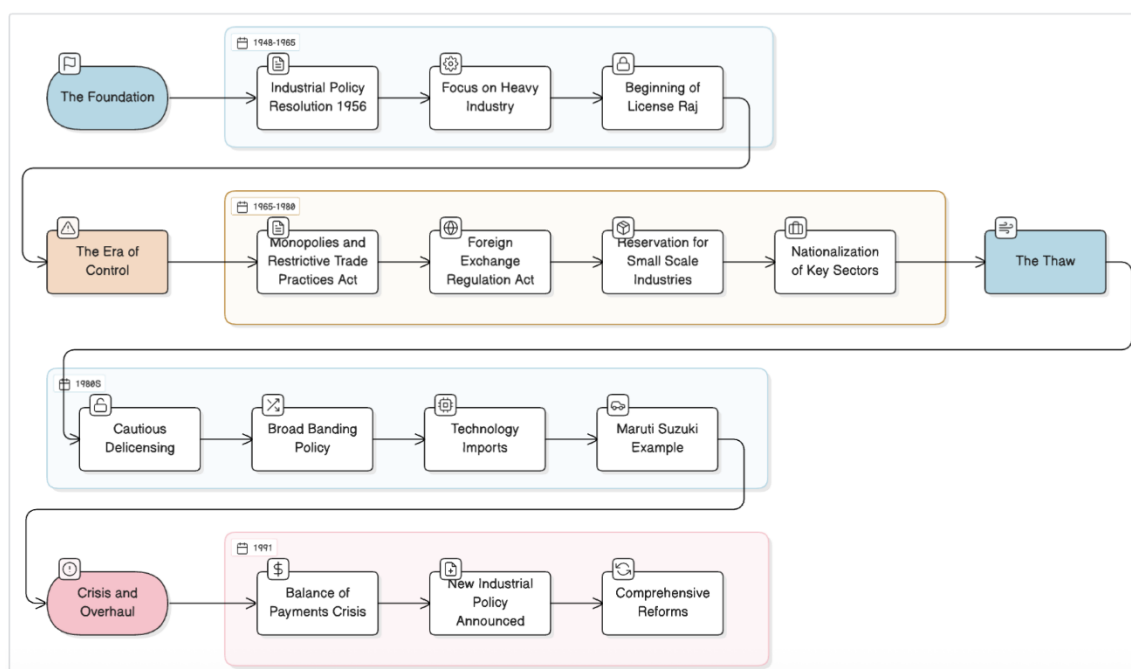 1948-1965
The Foundation
Industrial Policy
Resolution 1956
Focus on Heavy
Industry
Beginning of
License Raj
1965-1980
The Era of
Control
Monopolies and
Restrictive Trade
Practices Act
Foreign
Exchange
Regulation Act
Reservation for
Small Scale
Industries
Nationalization
of Key Sectors
The Thaw
1980S
Cautious
Delicensing
Broad Banding
Policy
Technology
Imports
Maruti Suzuki
Example
1991
Crisis and
Overhaul
Balance of
Payments Crisis
New Industrial
Policy
Announced
Comprehensive
Reforms